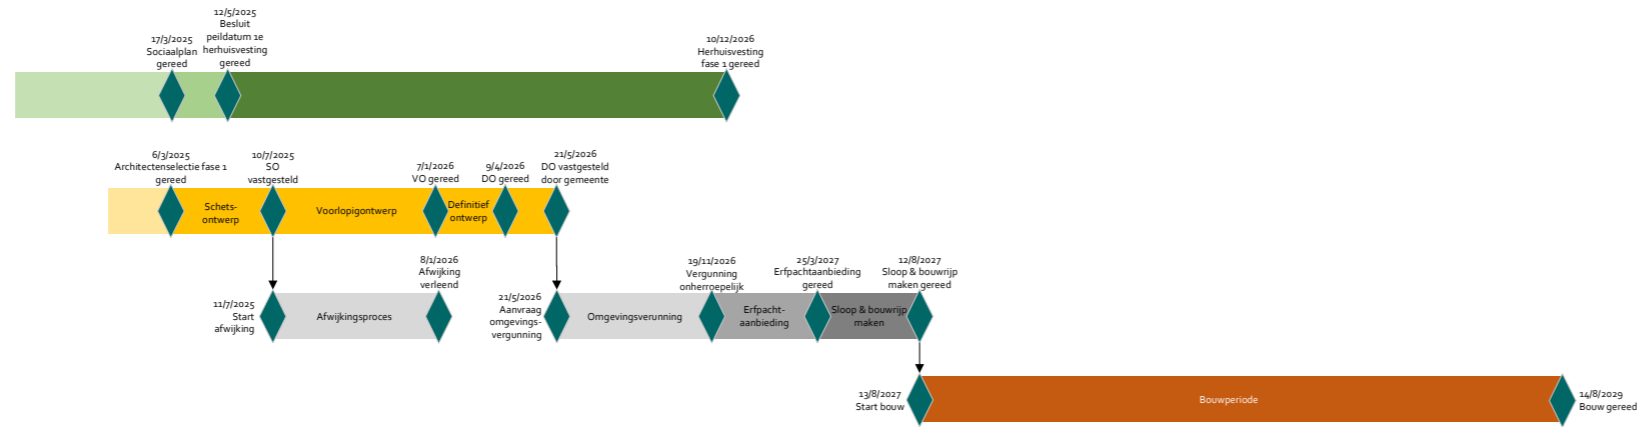 17/3/2025
Sociaalplan
gereed
12/5/2025
Besluit
peildatum 1e
herhuisvesting
gereed
10/12/2026
Herhuisvesting
fase 1 gereed
6/3/2025
Architectenselectie fase 1
gereed
10/7/2025
SO
vastgesteld
7/1/2026
VO gereed
9/4/2026
DO gereed
21/5/2026
DO vastgesteld
door gemeente
Schets-
ontwerp
Voorlopigontwerp
Definitief
ontwerp
11/7/2025
Start
afwijking
Afwijkingsproces
8/1/2026
Afwijking
verleend
21/5/2026
Aanvraag
omgevings-
vergunning
Omgevingsverunning
19/11/2026
Vergunning
onherroepelijk
Erfpacht-
aanbieding
25/3/2027
Erfpachtaanbieding
gereed
Sloop & bouwrijp
maken
12/8/2027
Sloop & bouwrijp
maken gereed
13/8/2027
Start bouw
Bouwperiode
14/8/2029
Bouw gereed